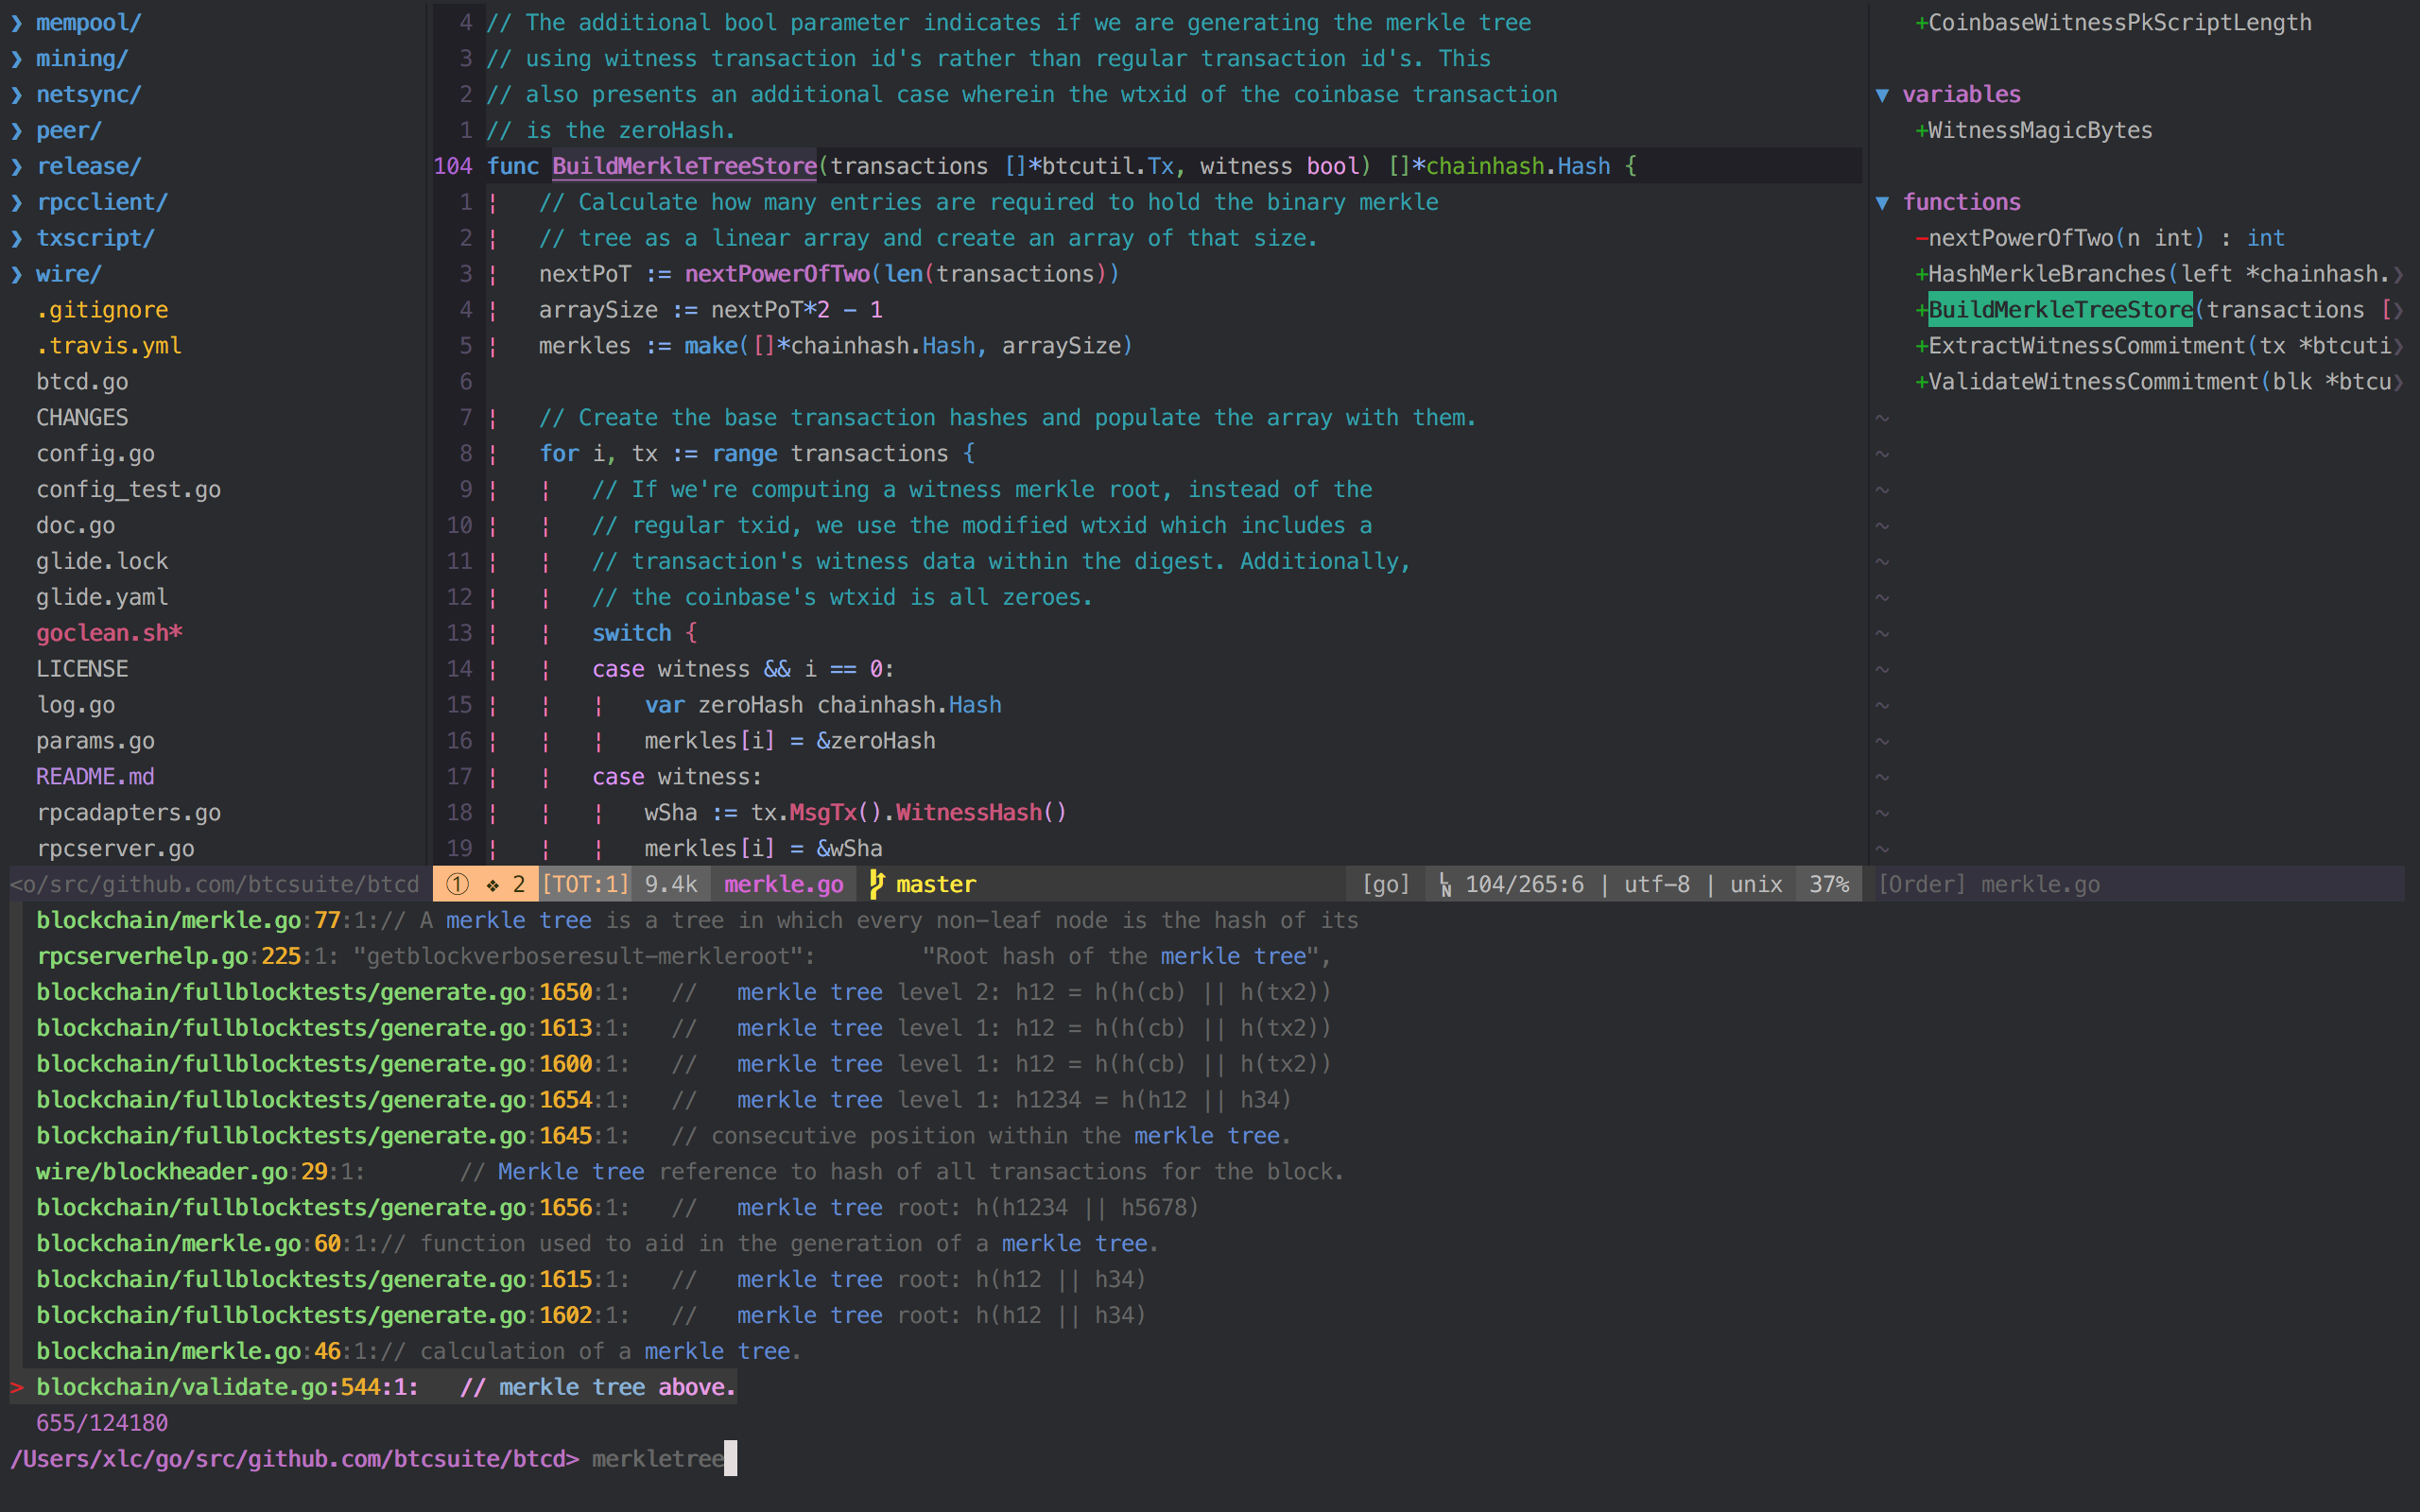 ❯ mempool/
❯ mining/
❯ netsync/
❯ peer/
❯ release/
❯ rpcclient/
❯ txscript/
❯ wire/
.gitignore
.travis.yml
btcd.go
CHANGES
config.go
config_test.go
doc.go
glide.lock
glide.yaml
goclean.sh*
LICENSE
log.go
params.go
README.md
rpcadapters.go
rpcserver.go
<o/src/github.com/btcsuite/btcd
4 // The additional bool parameter indicates if we are generating the merkle tree
3 // using witness transaction id's rather than regular transaction id's. This
2 // also presents an additional case wherein the wtxid of the coinbase transaction
1 // is the zeroHash.
104 func BuildMerkleTreeStore(transactions []*btcutil.Tx, witness bool) []*chainhash.Hash {
1 ¦   // Calculate how many entries are required to hold the binary merkle
2 ¦   // tree as a linear array and create an array of that size.
3 ¦   nextPoT := nextPowerOfTwo(len(transactions))
4 ¦   arraySize := nextPoT*2 - 1
5 ¦   merkles := make([]*chainhash.Hash, arraySize)
6
7 ¦   // Create the base transaction hashes and populate the array with them.
8 ¦   for i, tx := range transactions {
9 ¦   ¦   // If we're computing a witness merkle root, instead of the
10 ¦   ¦   // regular txid, we use the modified wtxid which includes a
11 ¦   ¦   // transaction's witness data within the digest. Additionally,
12 ¦   ¦   // the coinbase's wtxid is all zeroes.
13 ¦   ¦   switch {
14 ¦   ¦   case witness && i == 0:
15 ¦   ¦   ¦   var zeroHash chainhash.Hash
16 ¦   ¦   ¦   merkles[i] = &zeroHash
17 ¦   ¦   case witness:
18 ¦   ¦   ¦   wSha := tx.MsgTx().WitnessHash()
19 ¦   ¦   ¦   merkles[i] = &wSha
① ❖ 2 [TOT:1] 9.4k merkle.go master [go] LN 104/265:6 | utf-8 | unix 37%
+CoinbaseWitnessPkScriptLength
▼ variables
+WitnessMagicBytes
▼ functions
-nextPowerOfTwo(n int) : int
+HashMerkleBranches(left *chainhash.❯
+BuildMerkleTreeStore(transactions [❯
+ExtractWitnessCommitment(tx *btcuti❯
+ValidateWitnessCommitment(blk *btcu❯
~
~
~
~
~
~
~
~
~
~
~
~
~
[Order] merkle.go
blockchain/merkle.go:77:1:// A merkle tree is a tree in which every non-leaf node is the hash of its
rpcserverhelp.go:225:1: "getblockverboseresult-merkleroot":        "Root hash of the merkle tree",
blockchain/fullblocktests/generate.go:1650:1:   //   merkle tree level 2: h12 = h(h(cb) || h(tx2))
blockchain/fullblocktests/generate.go:1613:1:   //   merkle tree level 1: h12 = h(h(cb) || h(tx2))
blockchain/fullblocktests/generate.go:1600:1:   //   merkle tree level 1: h12 = h(h(cb) || h(tx2))
blockchain/fullblocktests/generate.go:1654:1:   //   merkle tree level 1: h1234 = h(h12 || h34)
blockchain/fullblocktests/generate.go:1645:1:   // consecutive position within the merkle tree.
wire/blockheader.go:29:1:       // Merkle tree reference to hash of all transactions for the block.
blockchain/fullblocktests/generate.go:1656:1:   //   merkle tree root: h(h1234 || h5678)
blockchain/merkle.go:60:1:// function used to aid in the generation of a merkle tree.
blockchain/fullblocktests/generate.go:1615:1:   //   merkle tree root: h(h12 || h34)
blockchain/fullblocktests/generate.go:1602:1:   //   merkle tree root: h(h12 || h34)
blockchain/merkle.go:46:1:// calculation of a merkle tree.
> blockchain/validate.go:544:1:   // merkle tree above.
655/124180
/Users/xlc/go/src/github.com/btcsuite/btcd> merkletree